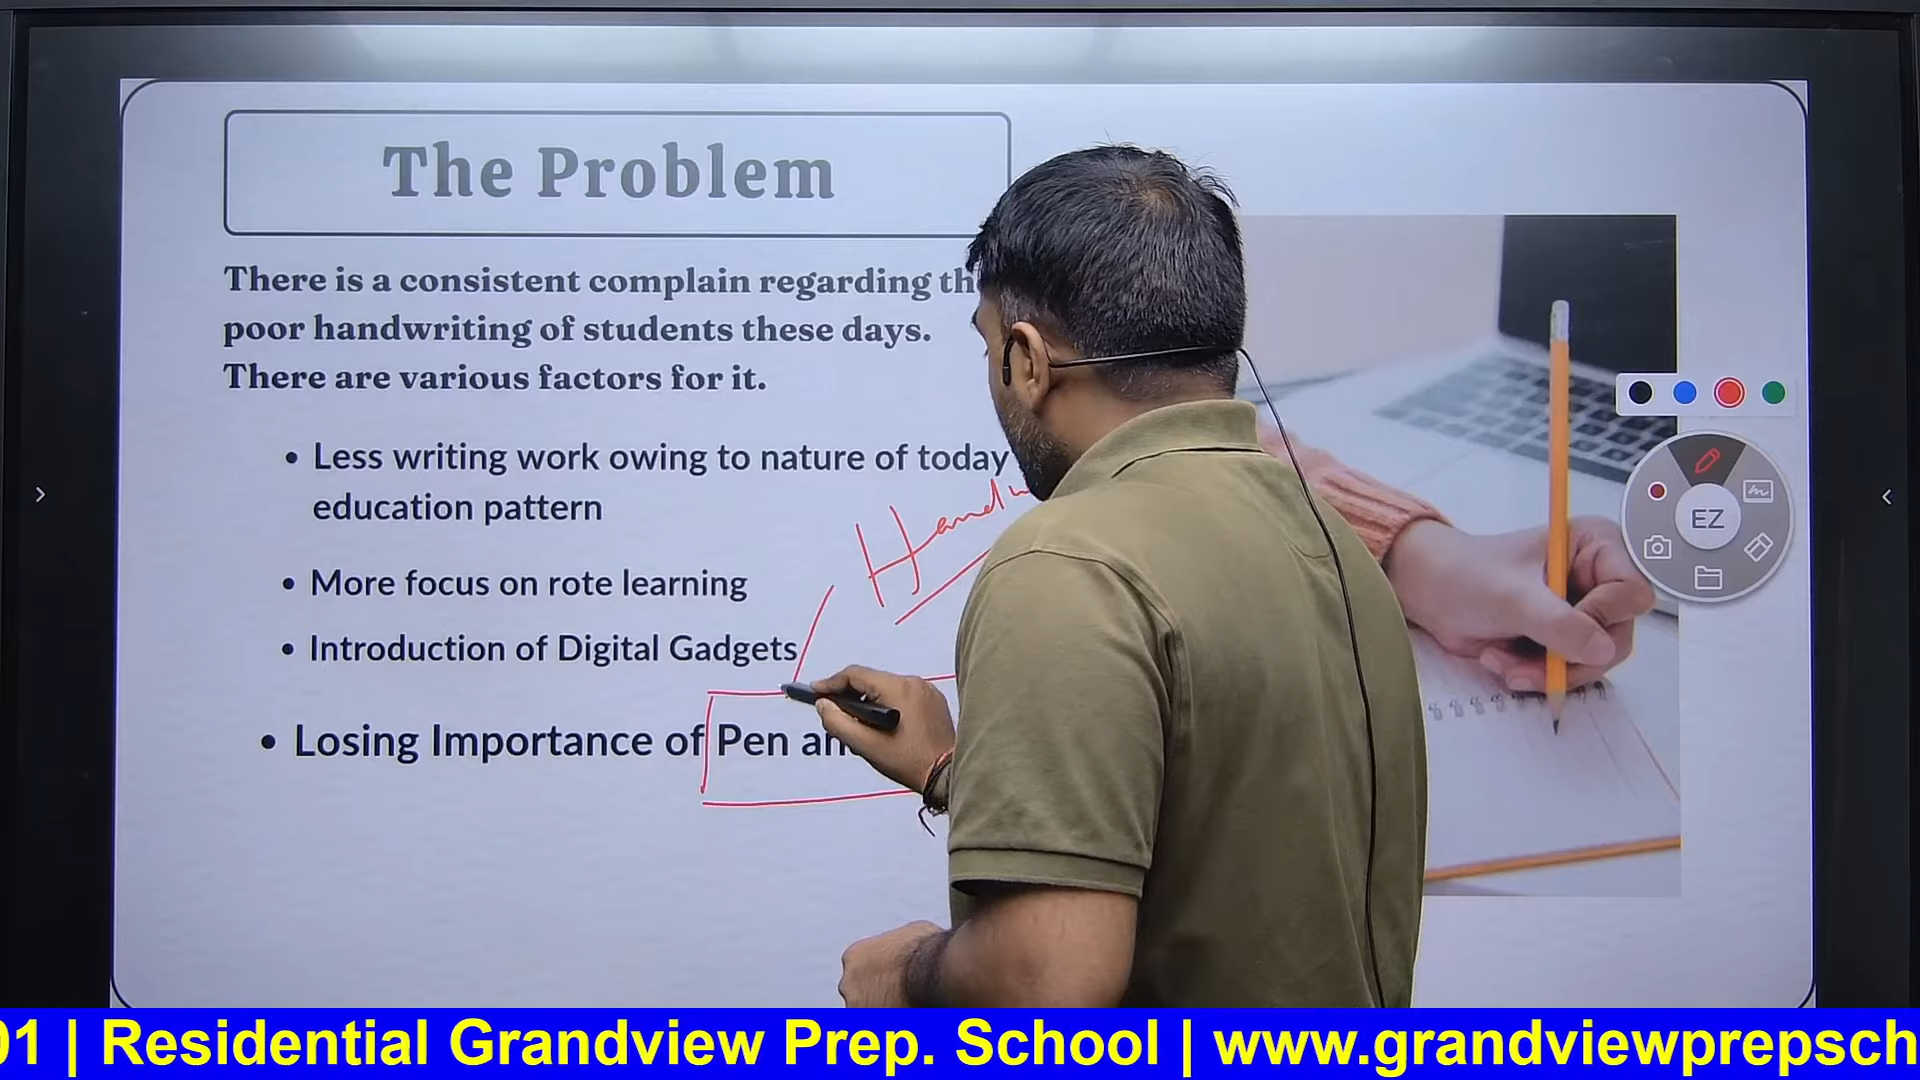 The Problem
There is a consistent complain regarding th
poor handwriting of students these days.
There are various factors for it.
• Less writing work owing to nature of today
education pattern
• More focus on rote learning
• Introduction of Digital Gadgets
• Losing Importance of Pen an
Handw
EZ
01 | Residential Grandview Prep. School | www.grandviewprepsch